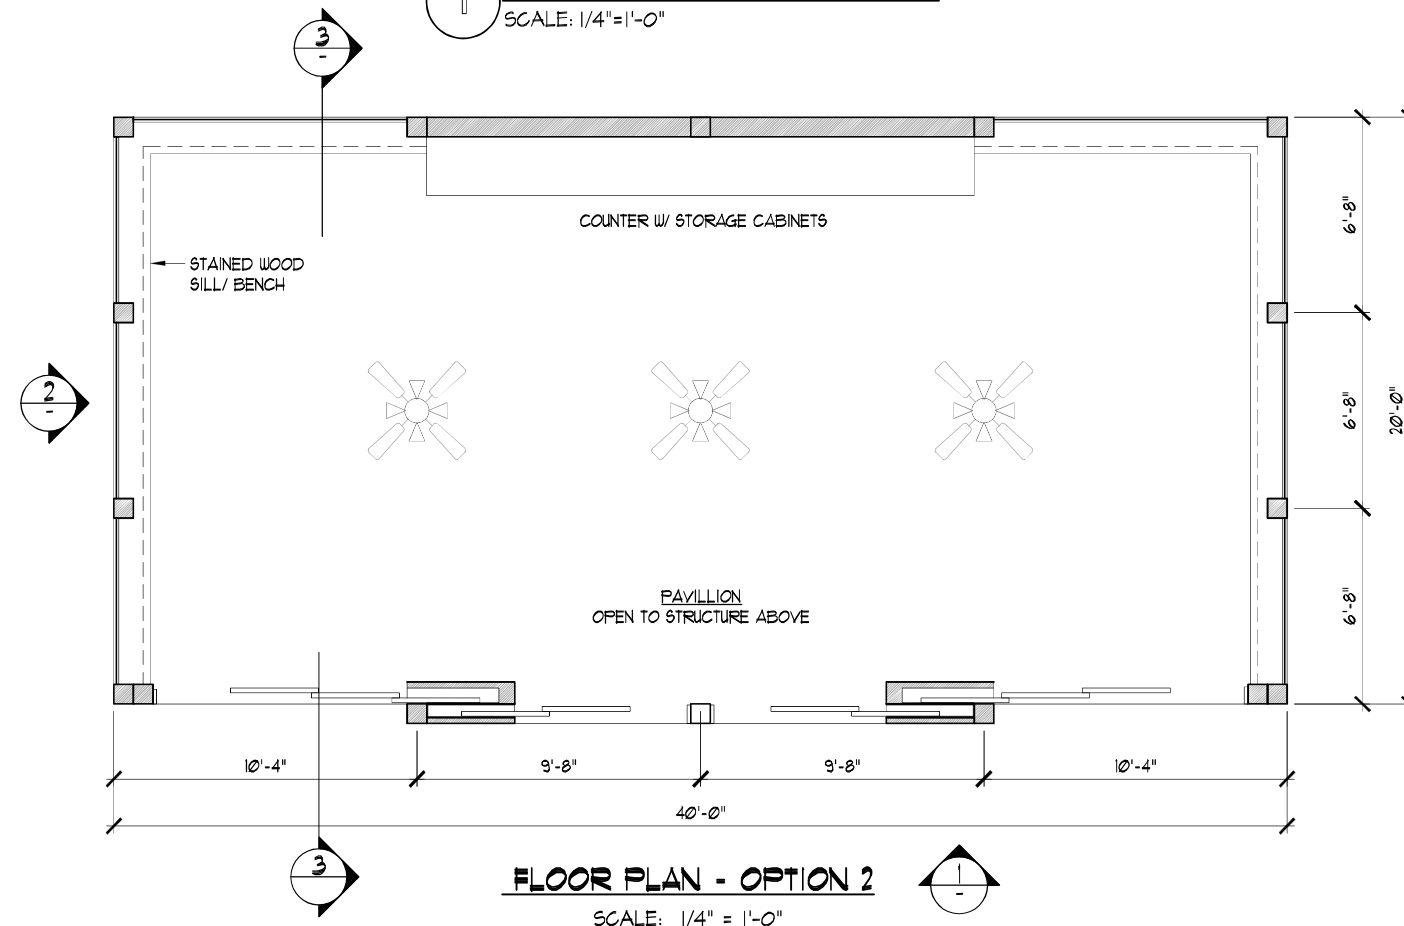 1
SCALE: 1/4"=1'-0"
3
-
COUNTER W/ STORAGE CABINETS
STAINED WOOD
SILL/ BENCH
6'-8"
2
-
6'-8"
20'-0"
PAVILLION
OPEN TO STRUCTURE ABOVE
6'-8"
10'-4"
9'-8"
9'-8"
10'-4"
40'-0"
3
-
FLOOR PLAN - OPTION 2
SCALE: 1/4" = 1'-0"
1
-